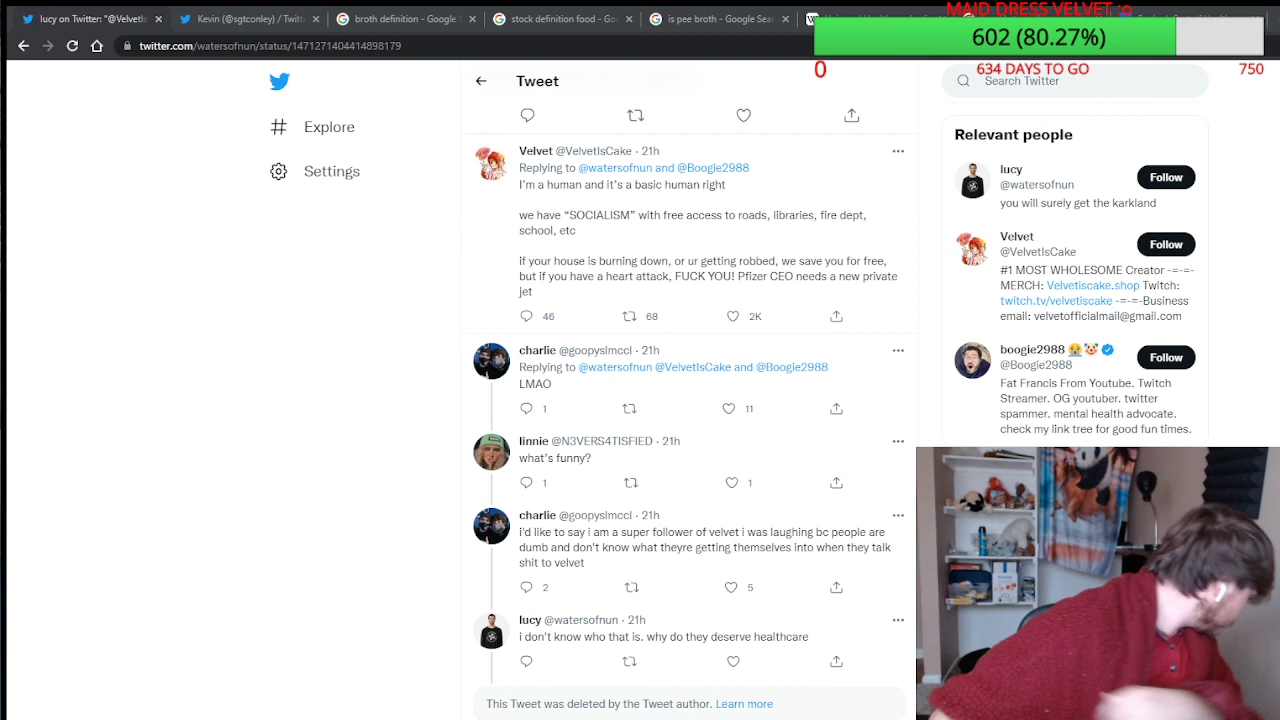 lucy on Twitter "@VelvetIs
Kevin (@sgtconley) / Twitt
broth definition - Google S
stock definition food - Goo
is pee broth - Google Sea
MAID DRESS VELVET :9
602 (80.27%)
0
634 DAYS TO GO
750
twitter.com/watersofnun/status/1471271404414898179
Explore
Settings
Tweet
Velvet @VelvetIsCake · 21h
Replying to @watersofnun and @Boogie2988
I'm a human and it's a basic human right
we have “SOCIALISM” with free access to roads, libraries, fire dept,
school, etc
if your house is burning down, or ur getting robbed, we save you for free,
but if you have a heart attack, FUCK YOU! Pfizer CEO needs a new private
jet
46 68 2K
charlie @goopyslmccl · 21h
Replying to @watersofnun @VelvetIsCake and @Boogie2988
LMAO
1 11
linnie @N3VERS4TISFIED · 21h
what's funny?
1 1
charlie @goopyslmccl · 21h
i'd like to say i am a super follower of velvet i was laughing bc people are
dumb and don't know what theyre getting themselves into when they talk
shit to velvet
2 5
lucy @watersofnun · 21h
i don't know who that is. why do they deserve healthcare
This Tweet was deleted by the Tweet author. Learn more
Search Twitter
Relevant people
lucy
@watersofnun
Follow
you will surely get the karkland
Velvet
@VelvetIsCake
Follow
#1 MOST WHOLESOME Creator -=-=-
MERCH: Velvetiscake.shop Twitch:
twitch.tv/velvetiscake -=-=-Business
email: velvetofficialmail@gmail.com
boogie2988
@Boogie2988
Follow
Fat Francis From Youtube. Twitch
Streamer. OG youtuber. twitter
spammer. mental health advocate.
check my link tree for good fun times.